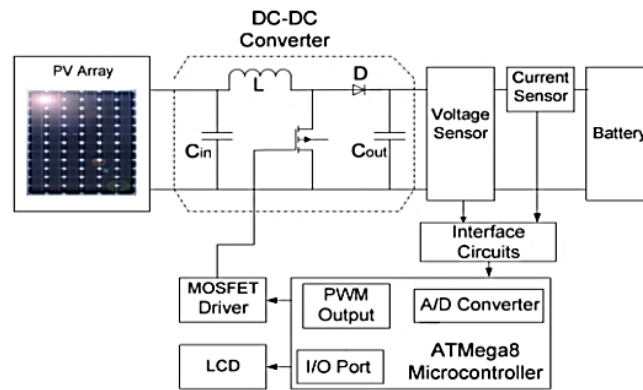 DC-DC
Converter
PV Array
L
D
Cin
Cout
Voltage
Sensor
Current
Sensor
Battery
Interface
Circuits
MOSFET
Driver
PWM
Output
A/D Converter
LCD
I/O Port
ATMega8
Microcontroller